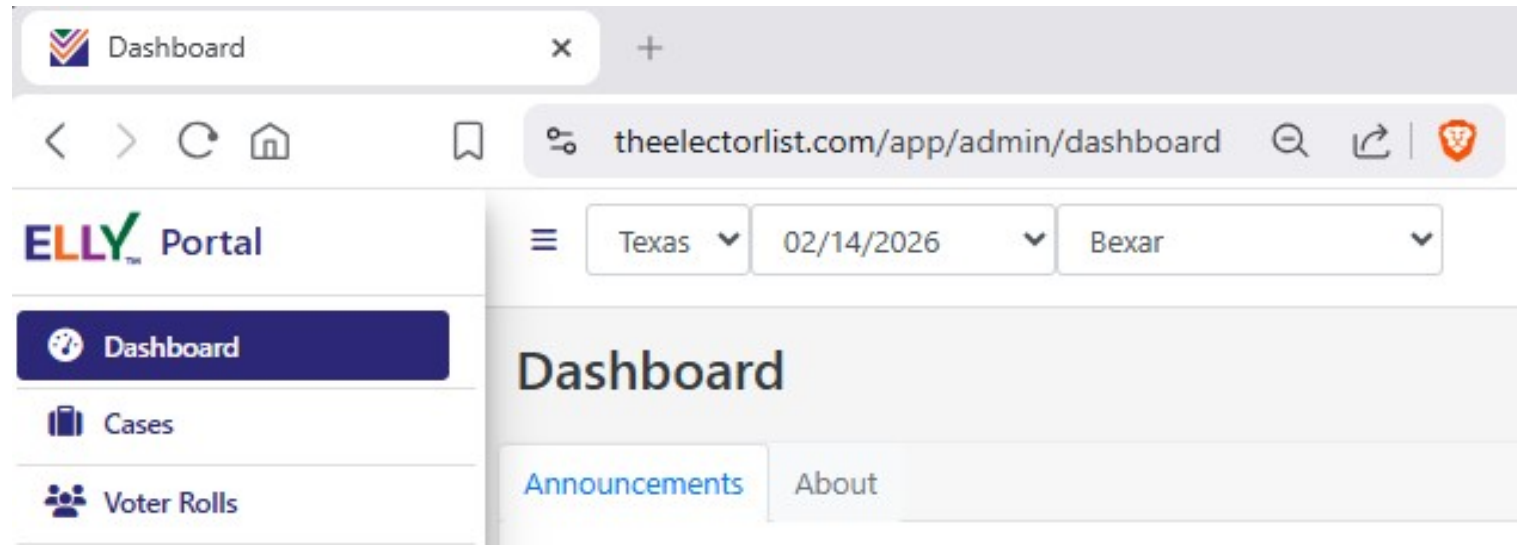 Dashboard
theelectorlist.com/app/admin/dashboard
ELLY™ Portal
Texas 02/14/2026 Bexar
Dashboard
Cases
Voter Rolls
Dashboard
Announcements About